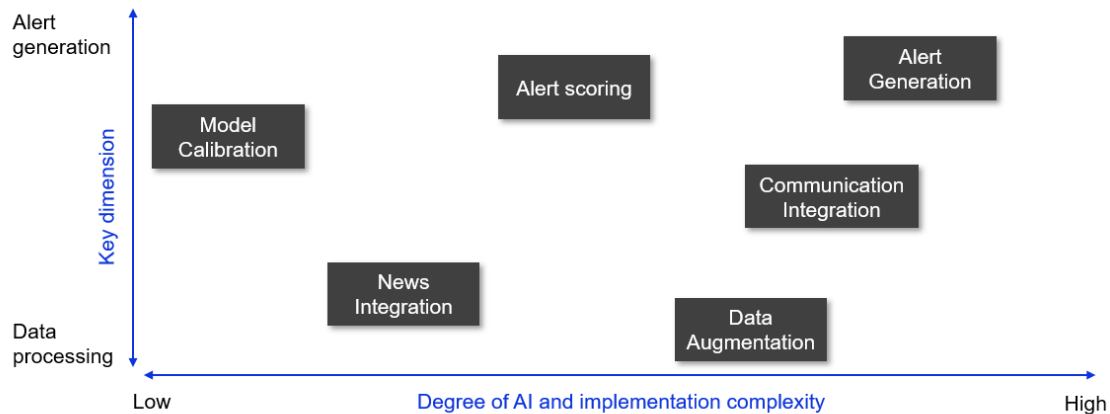 Alert
generation
Alert scoring
Alert
Generation
Model
Calibration
Key dimension
Communication
Integration
News
Integration
Data
Augmentation
Data
processing
Low
Degree of AI and implementation complexity
High